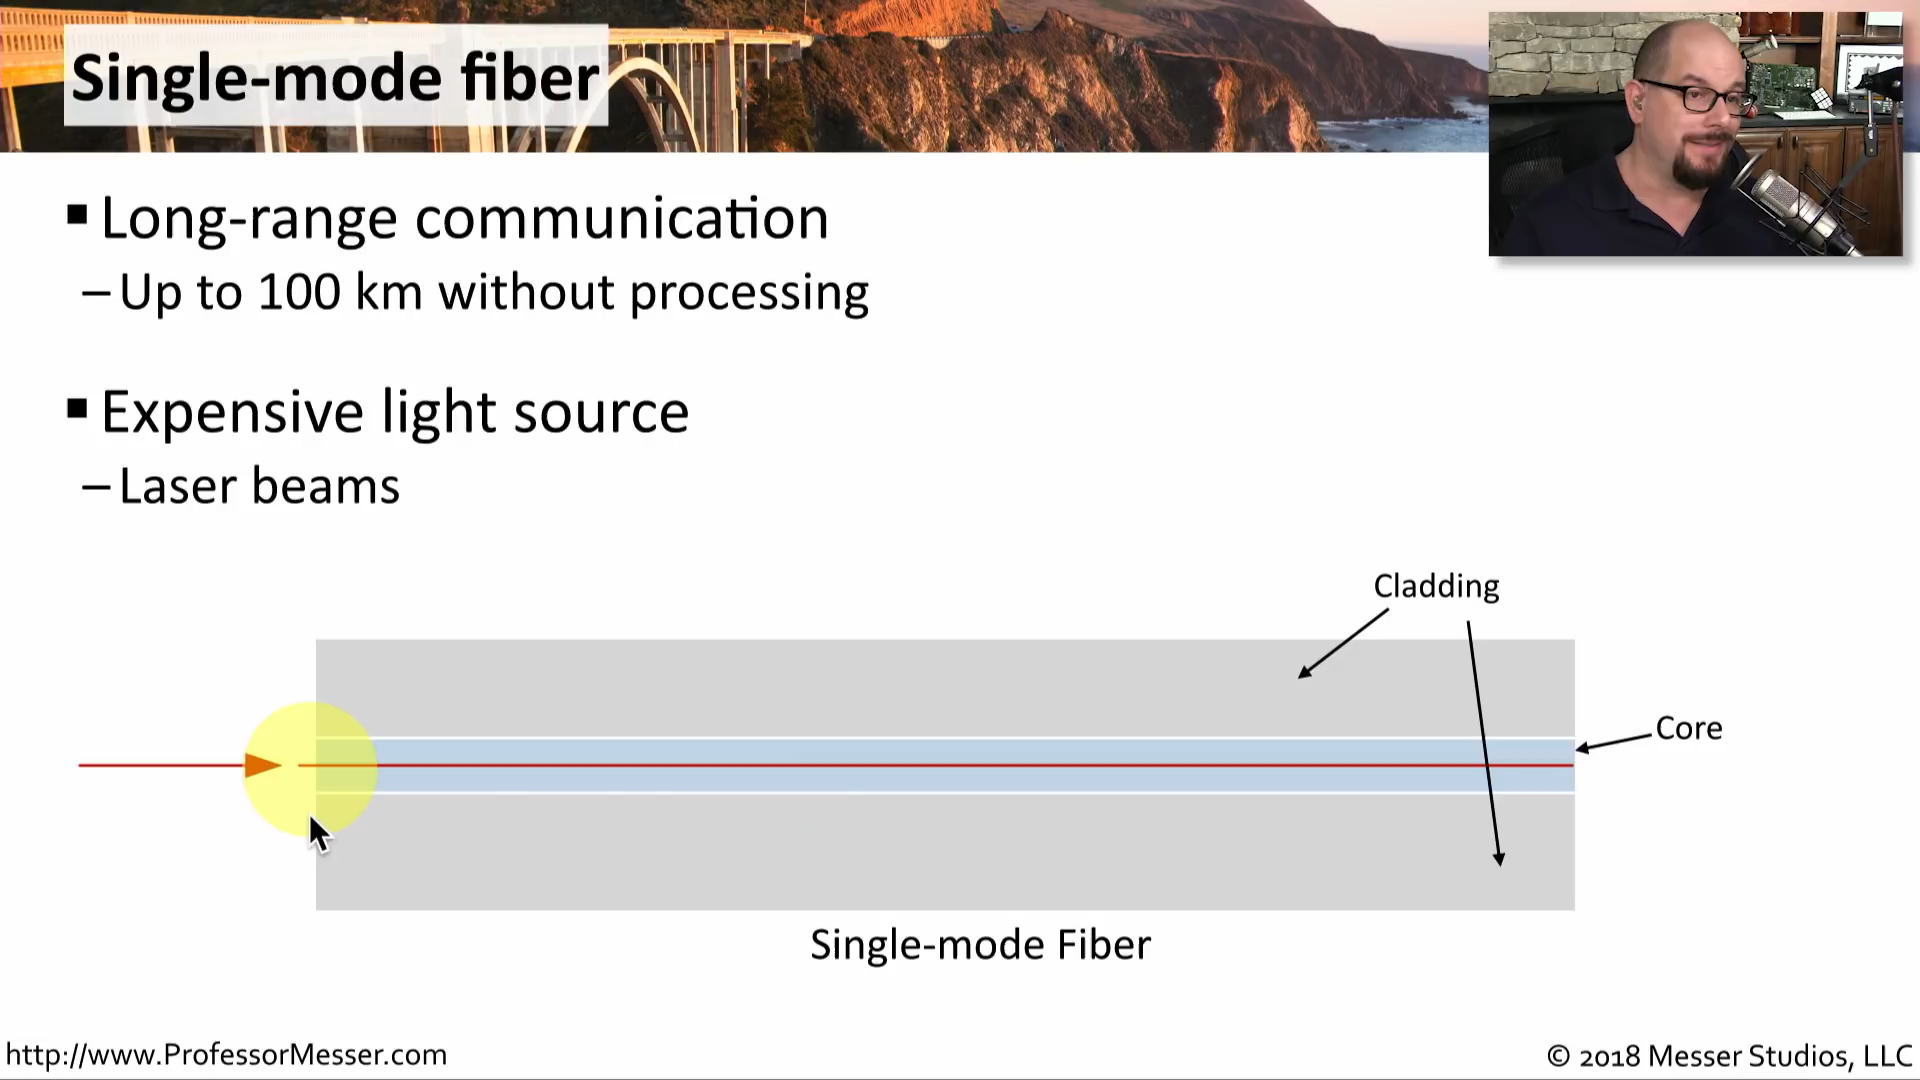 Single-mode fiber
Long-range communication
– Up to 100 km without processing
Expensive light source
– Laser beams
Cladding
Core
Single-mode Fiber
http://www.ProfessorMesser.com
© 2018 Messer Studios, LLC